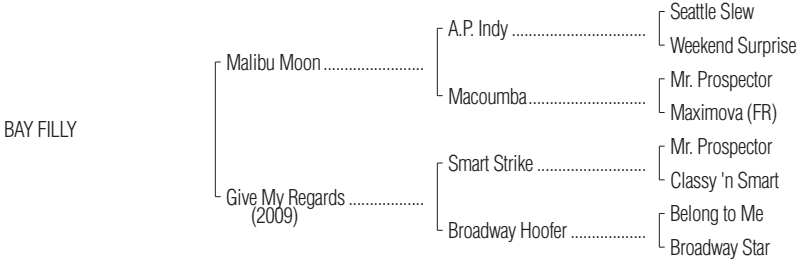 Seattle Slew
A.P. Indy ................................
Weekend Surprise
Malibu Moon ........................
Mr. Prospector
Macoumba............................
Maximova (FR)
BAY FILLY
Mr. Prospector
Smart Strike ..........................
Classy 'n Smart
Give My Regards ..................
(2009)
Belong to Me
Broadway Hoofer ..................
Broadway Star